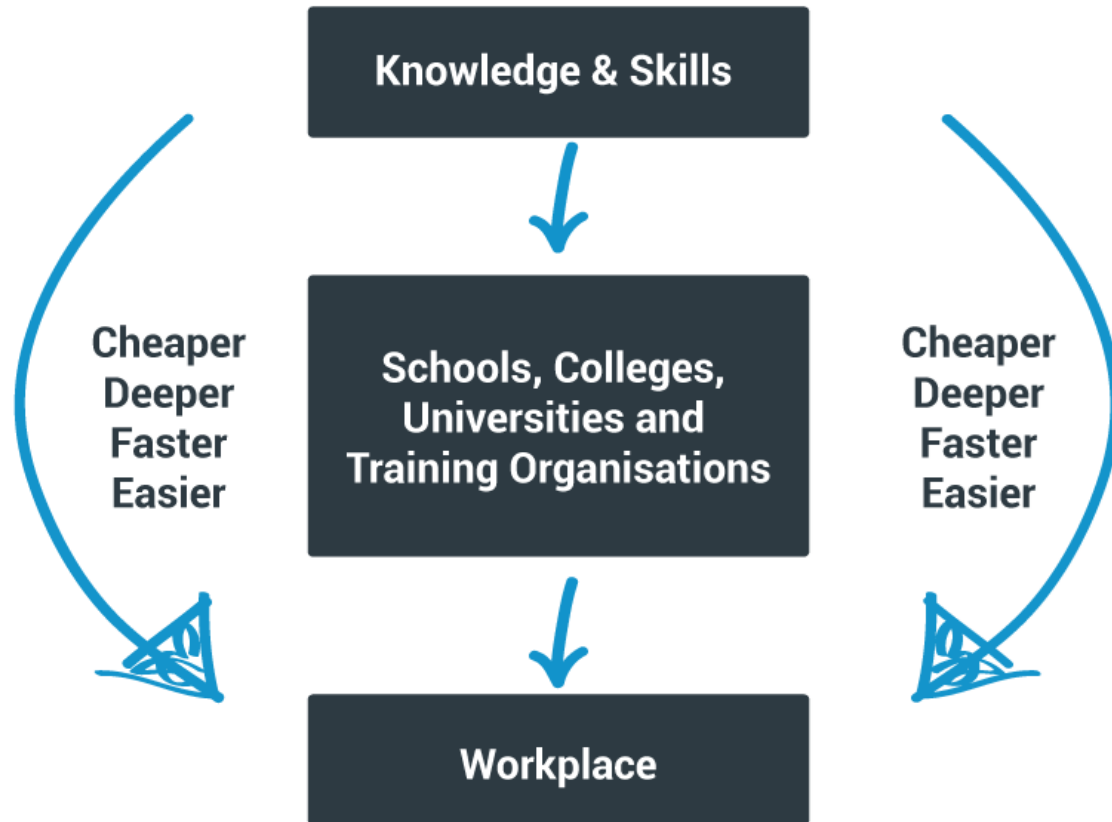 Knowledge & Skills
Cheaper
Deeper
Faster
Easier
Schools, Colleges,
Universities and
Training Organisations
Cheaper
Deeper
Faster
Easier
Workplace